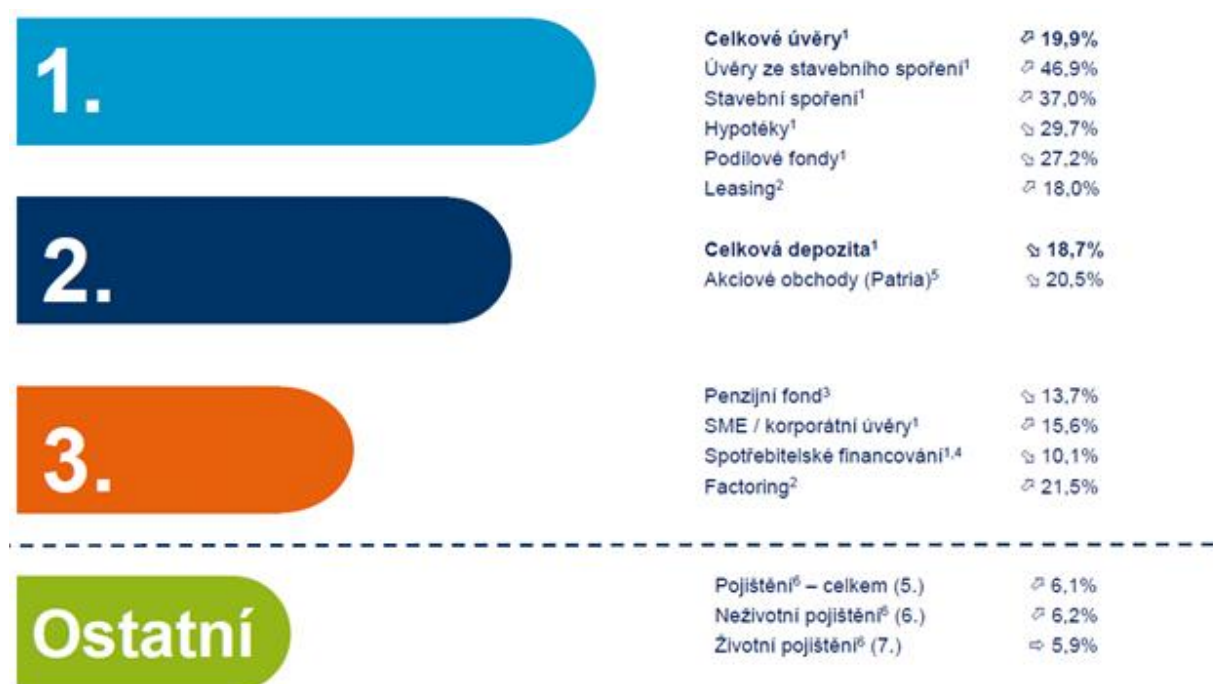 1.
Celkové úvěry¹ ⬀ 19,9%
Úvěry ze stavebního spoření¹ ⬀ 46,9%
Stavební spoření¹ ⬀ 37,0%
Hypotéky¹ ⬂ 29,7%
Podílové fondy¹ ⬂ 27,2%
Leasing² ⬀ 18,0%
2.
Celková depozita¹ ⬂ 18,7%
Akciové obchody (Patria)⁵ ⬂ 20,5%
3.
Penzijní fond³ ⬂ 13,7%
SME / korporátní úvěry¹ ⬀ 15,6%
Spotřebitelské financování¹,⁴ ⬂ 10,1%
Factoring² ⬀ 21,5%
Ostatní
Pojištění⁶ – celkem (5.) ⬀ 6,1%
Neživotní pojištění⁶ (6.) ⬀ 6,2%
Životní pojištění⁶ (7.) ⇨ 5,9%